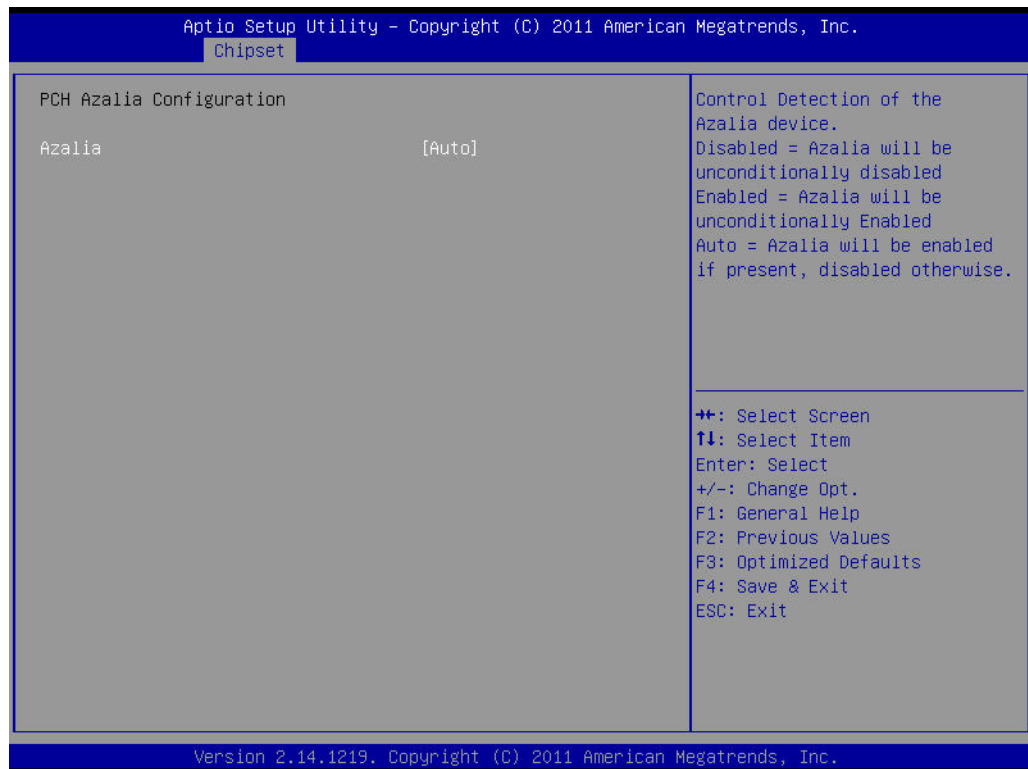 Aptio Setup Utility – Copyright (C) 2011 American Megatrends, Inc.
Chipset
PCH Azalia Configuration
Azalia [Auto]
Control Detection of the
Azalia device.
Disabled = Azalia will be
unconditionally disabled
Enabled = Azalia will be
unconditionally Enabled
Auto = Azalia will be enabled
if present, disabled otherwise.
→←: Select Screen
↑↓: Select Item
Enter: Select
+/-: Change Opt.
F1: General Help
F2: Previous Values
F3: Optimized Defaults
F4: Save & Exit
ESC: Exit
Version 2.14.1219. Copyright (C) 2011 American Megatrends, Inc.